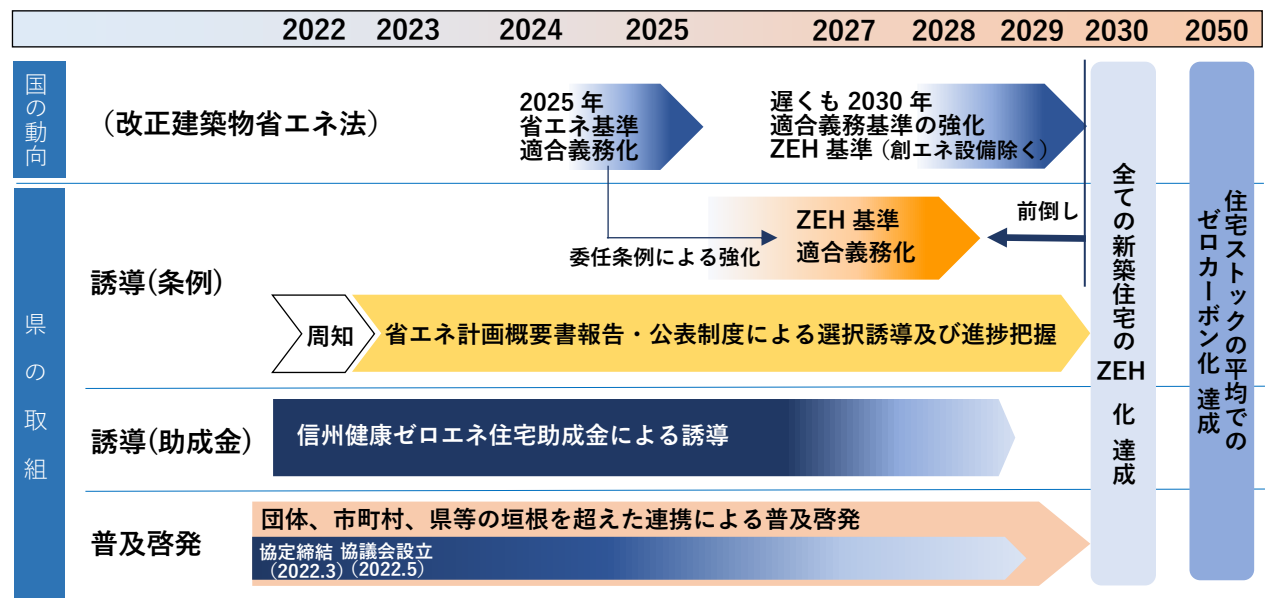 2022 2023 2024 2025 2027 2028 2029 2030 2050
国の動向
（改正建築物省エネ法）
2025 年
省エネ基準
適合義務化
遅くも 2030 年
適合義務基準の強化
ZEH 基準（創エネ設備除く）
県の取組
誘導(条例)
委任条例による強化
ZEH 基準
適合義務化
前倒し
周知
省エネ計画概要書報告・公表制度による選択誘導及び進捗把握
誘導(助成金)
信州健康ゼロエネ住宅助成金による誘導
普及啓発
団体、市町村、県等の垣根を超えた連携による普及啓発
協定締結 協議会設立
(2022.3) (2022.5)
全ての新築住宅の ZEH 化 達成
住宅ストックの平均での
ゼロカーボン化 達成